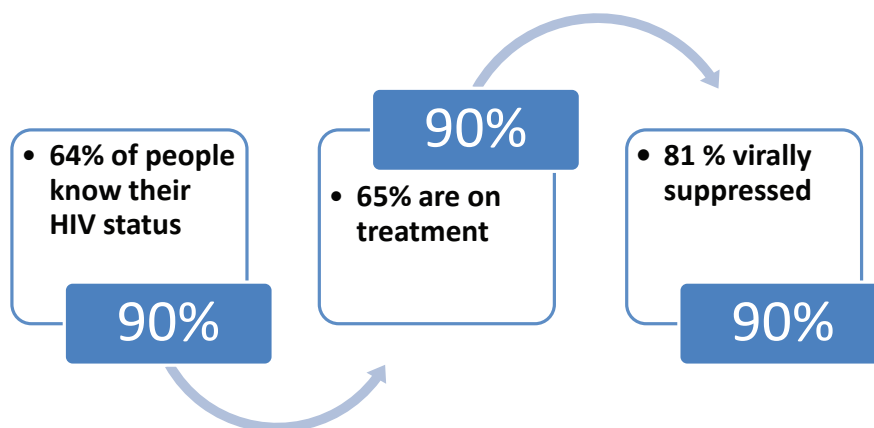 • 64% of people
know their
HIV status
90%
90%
• 65% are on
treatment
• 81 % virally
suppressed
90%